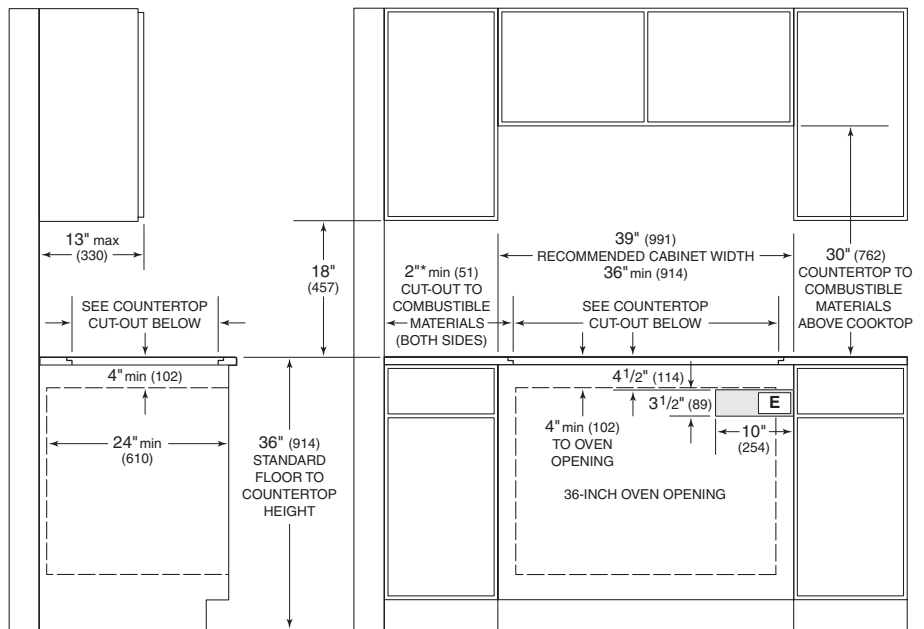 13" max
(330)
18"
(457)
2"* min (51)
CUT-OUT TO
COMBUSTIBLE
MATERIALS
(BOTH SIDES)
39" (991)
RECOMMENDED CABINET WIDTH
36" min (914)
30" (762)
COUNTERTOP TO
COMBUSTIBLE
MATERIALS
ABOVE COOKTOP
SEE COUNTERTOP
CUT-OUT BELOW
SEE COUNTERTOP
CUT-OUT BELOW
4" min (102)
24" min
(610)
36" (914)
STANDARD
FLOOR TO
COUNTERTOP
HEIGHT
4 1/2" (114)
3 1/2" (89)
E
4" min (102)
TO OVEN
OPENING
10"
(254)
36-INCH OVEN OPENING